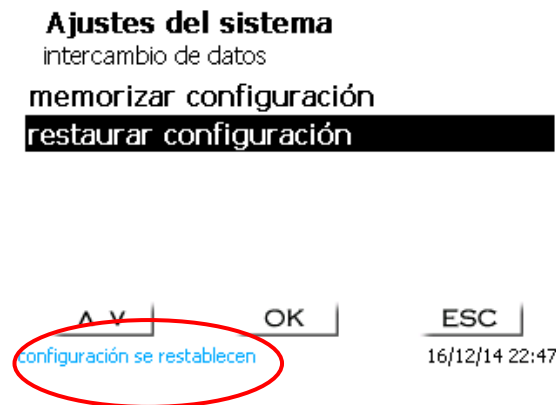 Ajustes del sistema
intercambio de datos
memorizar configuración
restaurar configuración
ʌ v OK ESC
configuración se restablecen 16/12/14 22:47